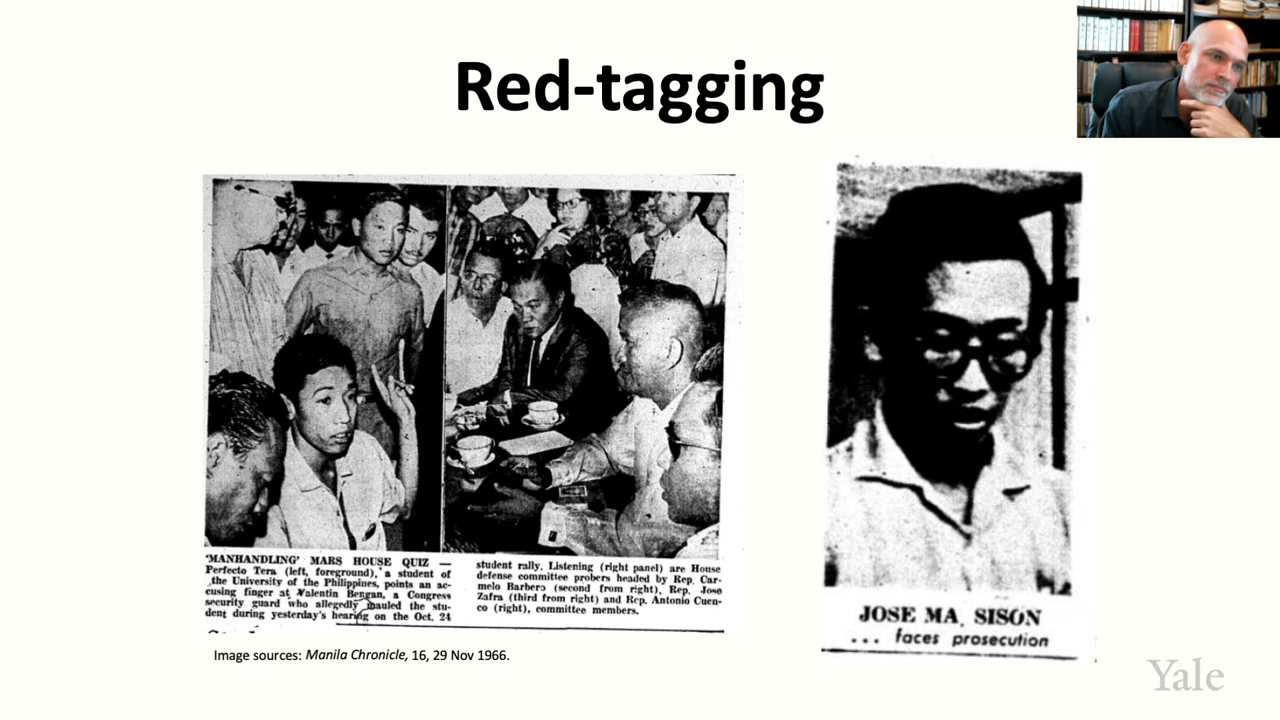 Red-tagging
'MANHANDLING' MARS HOUSE QUIZ —
Perfecto Tera (left, foreground), a student of
the University of the Philippines, points an ac-
cusing finger at Valentin Bengan, a Congress
security guard who allegedly mauled the stu-
dent during yesterday's hearing on the Oct. 24
student rally. Listening (right panel) are House
defense committee probers headed by Rep. Car-
melo Barbero (second from right), Rep. Jose
Zafra (third from right) and Rep. Antonio Cuen-
co (right), committee members.
JOSE MA. SISON
... faces prosecution
Image sources: Manila Chronicle, 16, 29 Nov 1966.
Yale